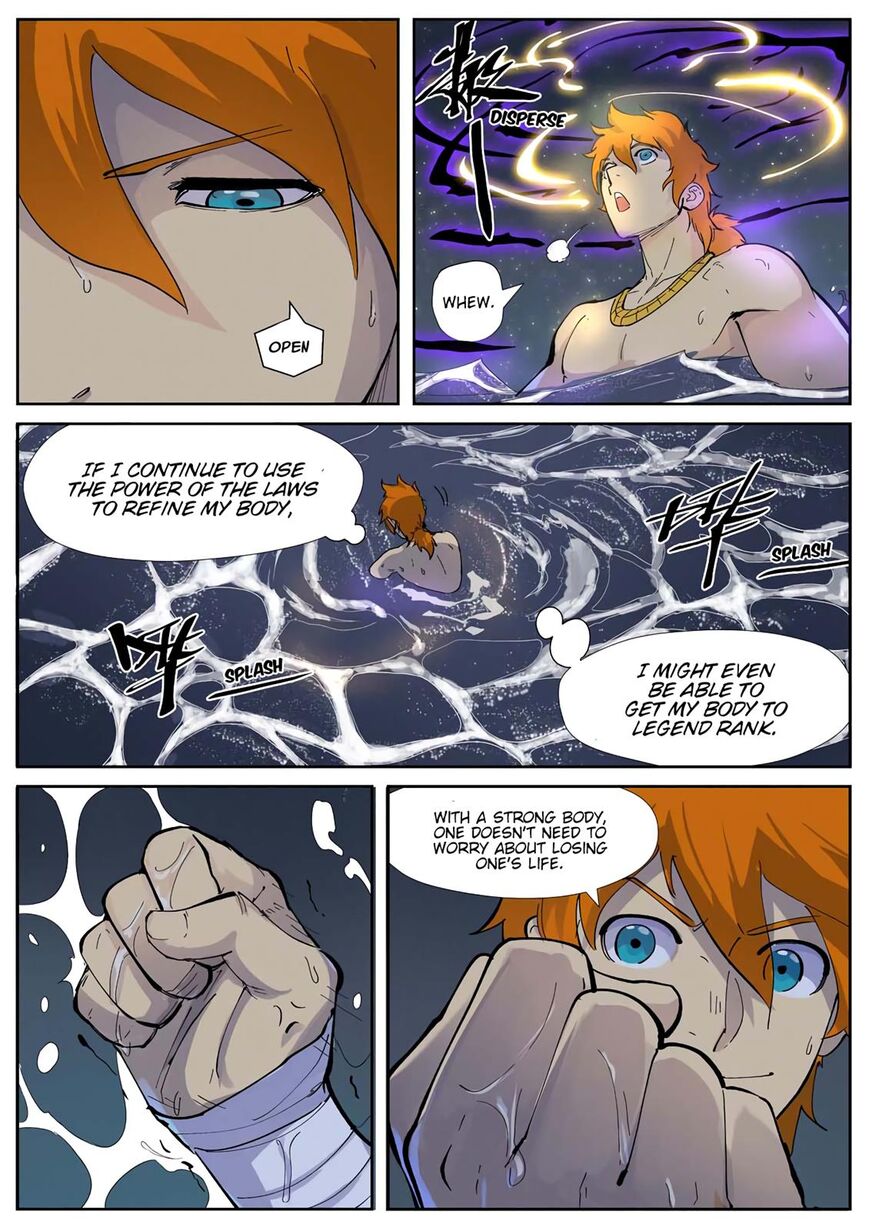 OPEN
DISPERSE
WHEW.
IF I CONTINUE TO USE
THE POWER OF THE LAWS
TO REFINE MY BODY,
SPLASH
SPLASH
I MIGHT EVEN
BE ABLE TO
GET MY BODY TO
LEGEND RANK.
WITH A STRONG BODY,
ONE DOESN'T NEED TO
WORRY ABOUT LOSING
ONE'S LIFE.